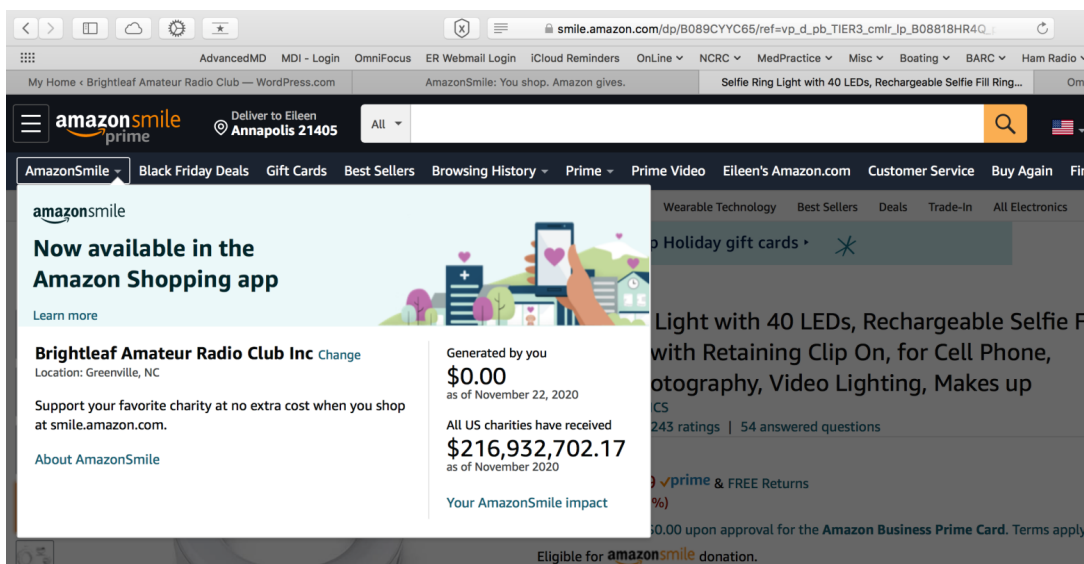 smile.amazon.com/dp/B089CYYC65/ref=vp_d_pb_TIER3_cmlr_lp_B08818HR4Q_
AdvancedMD MDI - Login OmniFocus ER Webmail Login iCloud Reminders OnLine NCRC MedPractice Misc Boating BARC Ham Radio
My Home ‹ Brightleaf Amateur Radio Club — WordPress.com AmazonSmile: You shop. Amazon gives. Selfie Ring Light with 40 LEDs, Rechargeable Selfie Fill Ring... Om
amazonsmile
prime
Deliver to Eileen
Annapolis 21405
All
AmazonSmile Black Friday Deals Gift Cards Best Sellers Browsing History Prime Prime Video Eileen's Amazon.com Customer Service Buy Again Fin
Wearable Technology Best Sellers Deals Trade-In All Electronics
amazonsmile
Now available in the
Amazon Shopping app
Learn more
Holiday gift cards ›
Brightleaf Amateur Radio Club Inc Change
Location: Greenville, NC
Support your favorite charity at no extra cost when you shop
at smile.amazon.com.
About AmazonSmile
Generated by you
$0.00
as of November 22, 2020
All US charities have received
$216,932,702.17
as of November 2020
Your AmazonSmile impact
Light with 40 LEDs, Rechargeable Selfie F
with Retaining Clip On, for Cell Phone,
otography, Video Lighting, Makes up
ICS
243 ratings | 54 answered questions
prime & FREE Returns
%)
0.00 upon approval for the Amazon Business Prime Card. Terms apply
Eligible for amazonsmile donation.